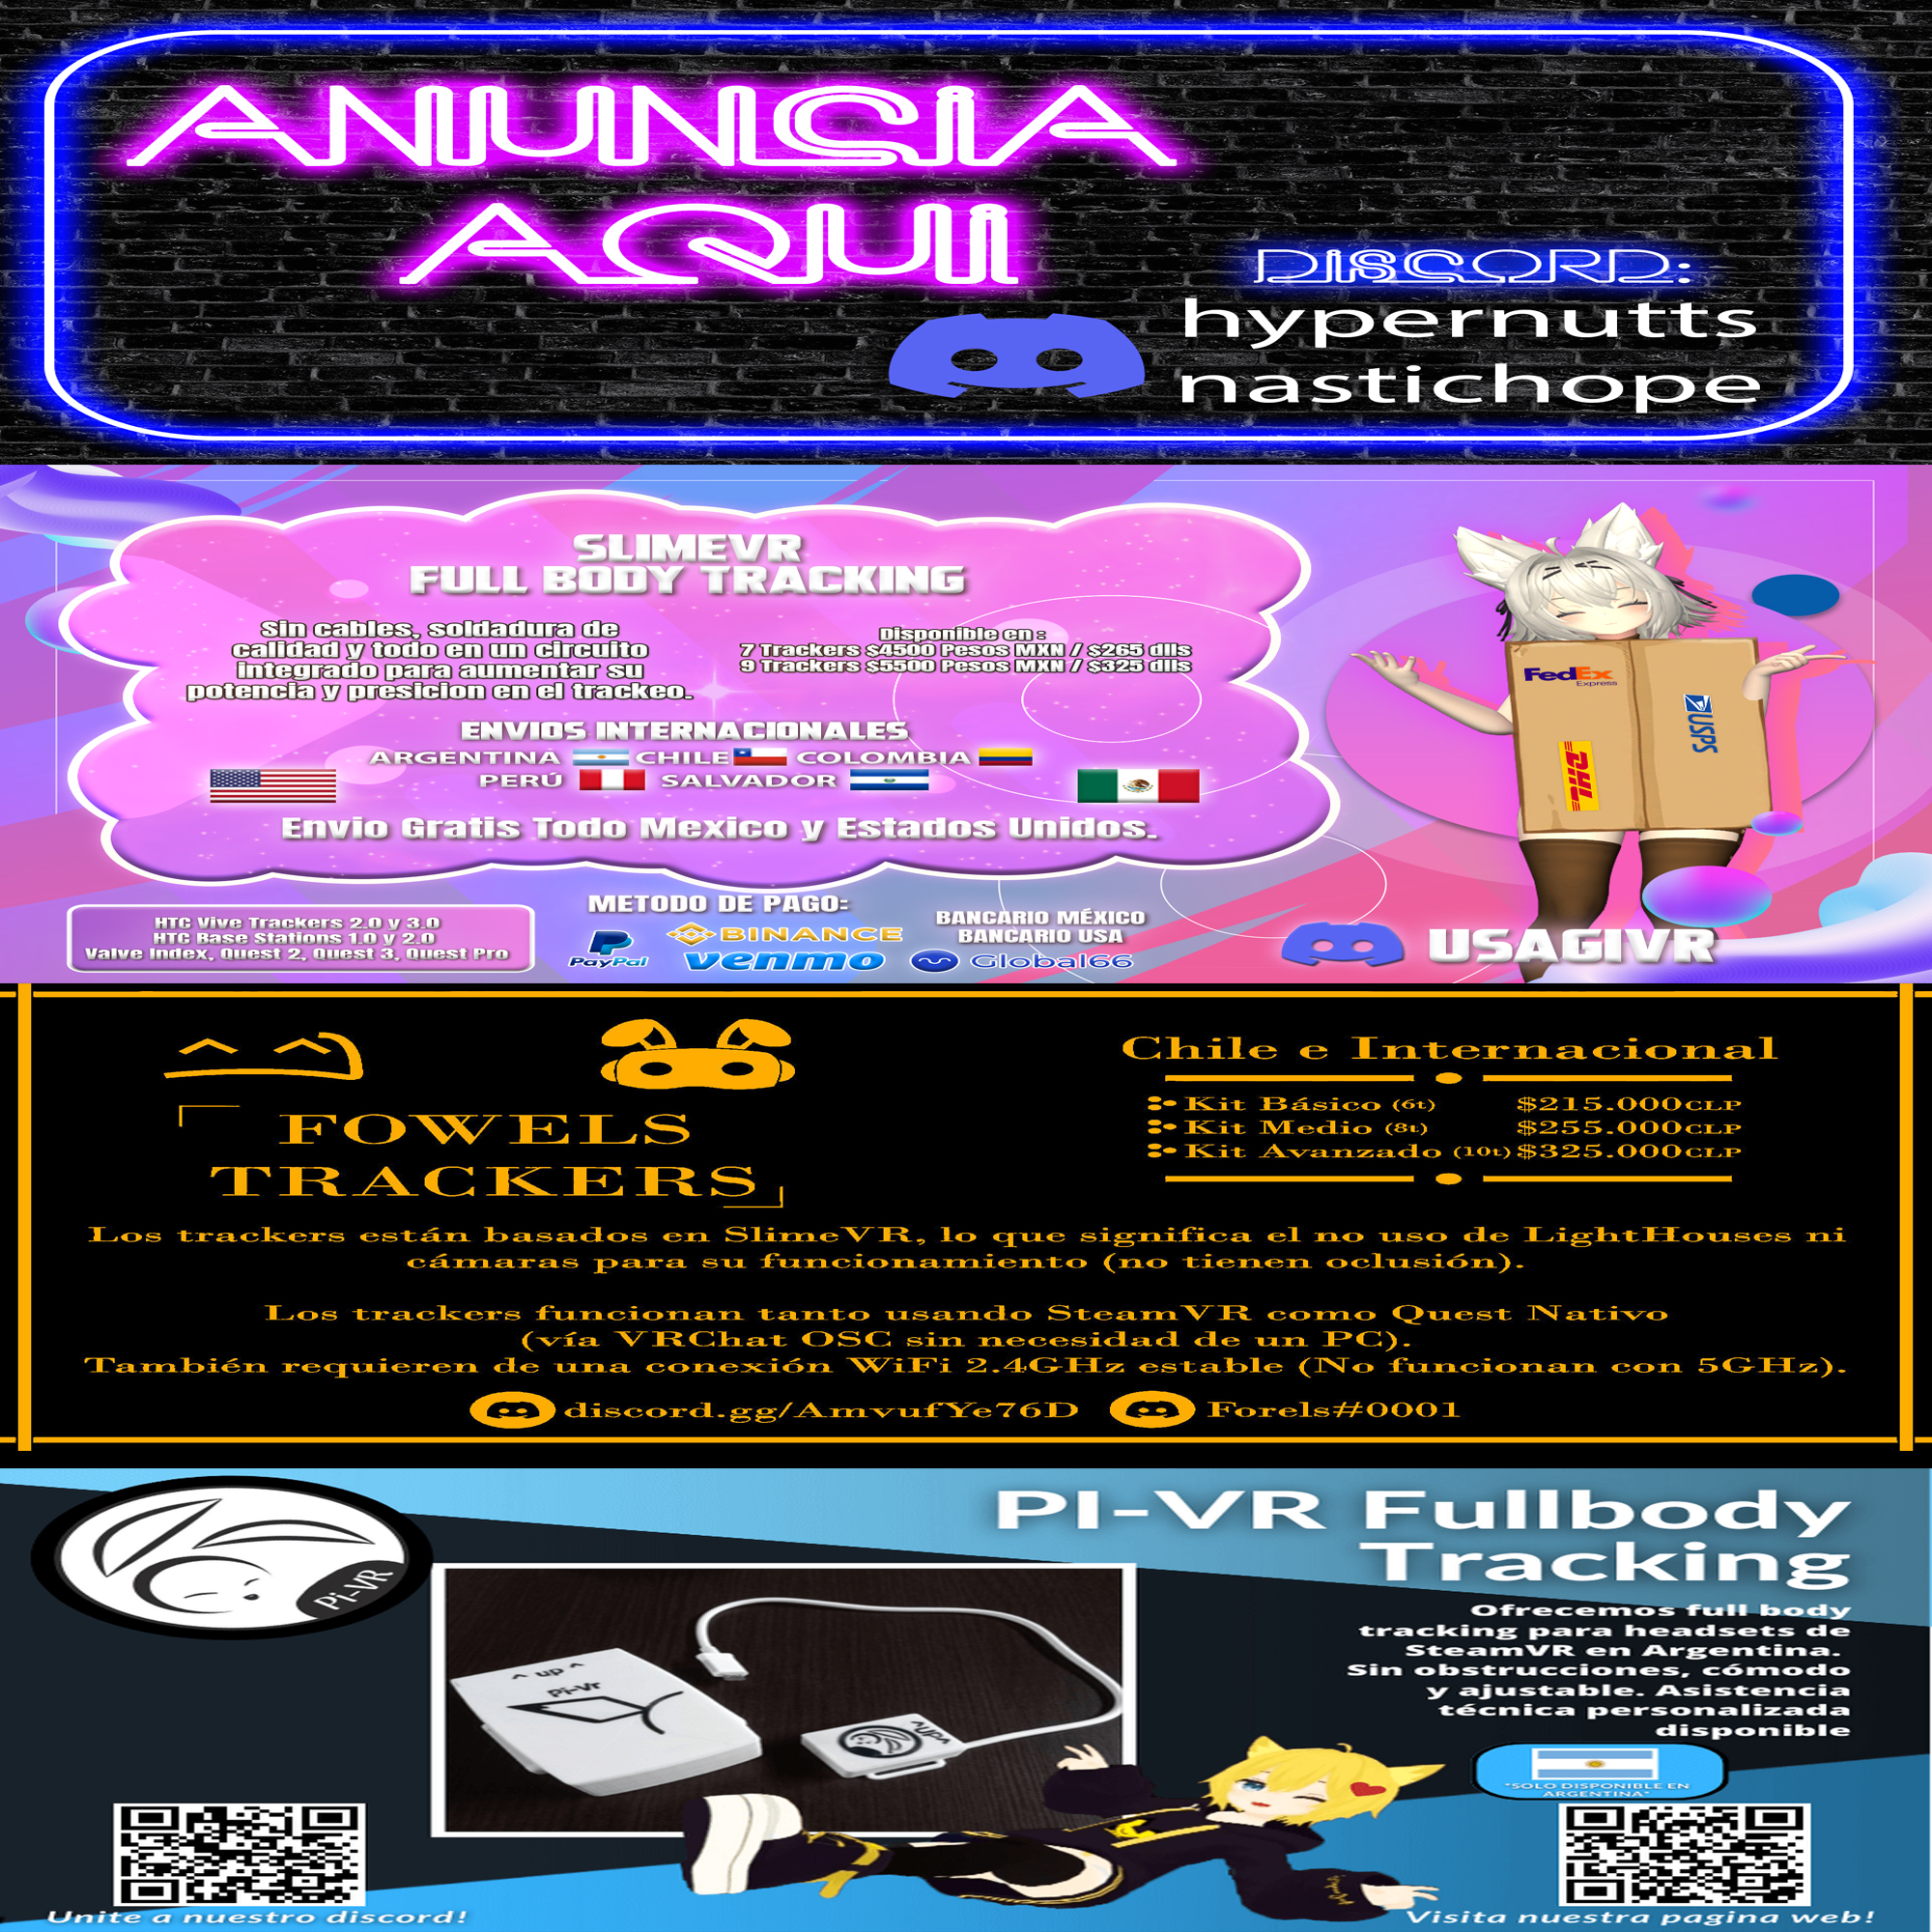 ANUNCIA
AQUI
DISCORD:
hypernutts
nastichope
SLIMEVR
FULL BODY TRACKING
Sin cables, soldadura de
calidad y todo en un circuito
integrado para aumentar su
potencia y presicion en el trackeo.
Disponible en :
7 Trackers $4500 Pesos MXN / $265 dlls
9 Trackers $5500 Pesos MXN / $325 dlls
ENVIOS INTERNACIONALES
ARGENTINA CHILE COLOMBIA
PERÚ SALVADOR
Envio Gratis Todo Mexico y Estados Unidos.
FedEx
Express
USPS
DHL
HTC Vive Trackers 2.0 y 3.0
HTC Base Stations 1.0 y 2.0
Valve Index, Quest 2, Quest 3, Quest Pro
METODO DE PAGO:
PayPal
BINANCE
venmo
BANCARIO MÉXICO
BANCARIO USA
Global66
USAGIVR
FOWELS
TRACKERS
Chile e Internacional
Kit Básico (6t) $215.000CLP
Kit Medio (8t) $255.000CLP
Kit Avanzado (10t) $325.000CLP
Los trackers están basados en SlimeVR, lo que significa el no uso de LightHouses ni
cámaras para su funcionamiento (no tienen oclusión).
Los trackers funcionan tanto usando SteamVR como Quest Nativo
(vía VRChat OSC sin necesidad de un PC).
También requieren de una conexión WiFi 2.4GHz estable (No funcionan con 5GHz).
discord.gg/AmvufYe76D
Forels#0001
Pi-VR
PI-VR Fullbody
Tracking
Ofrecemos full body
tracking para headsets de
SteamVR en Argentina.
Sin obstrucciones, cómodo
y ajustable. Asistencia
técnica personalizada
disponible
^ up ^
Pi-Vr
^UP^
*SOLO DISPONIBLE EN
ARGENTINA*
Unite a nuestro discord!
Visita nuestra pagina web!